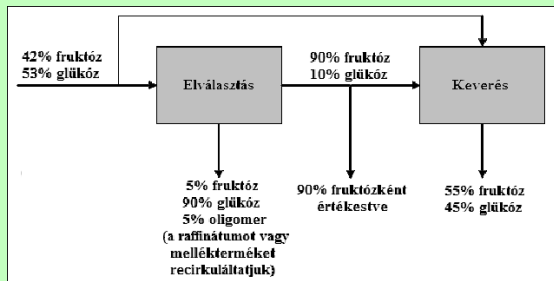 42% fruktóz
53% glükóz
Elválasztás
90% fruktóz
10% glükóz
Keverés
5% fruktóz
90% glükóz
5% oligomer
(a raffinátumot vagy
mellékterméket
recirkuláltatjuk)
90% fruktózként
értékestve
55% fruktóz
45% glükóz